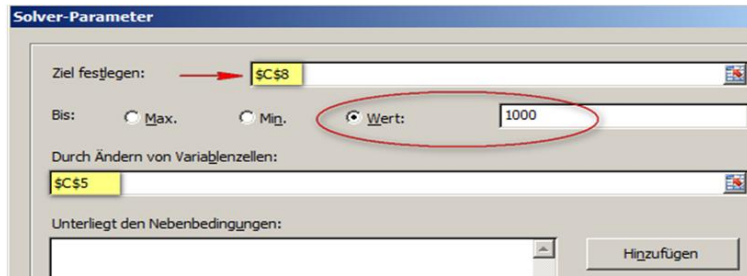 Solver-Parameter
Ziel festlegen: $C$8
Bis: Max. Min. Wert: 1000
Durch Ändern von Variablenzellen:
$C$5
Unterliegt den Nebenbedingungen:
Hinzufügen